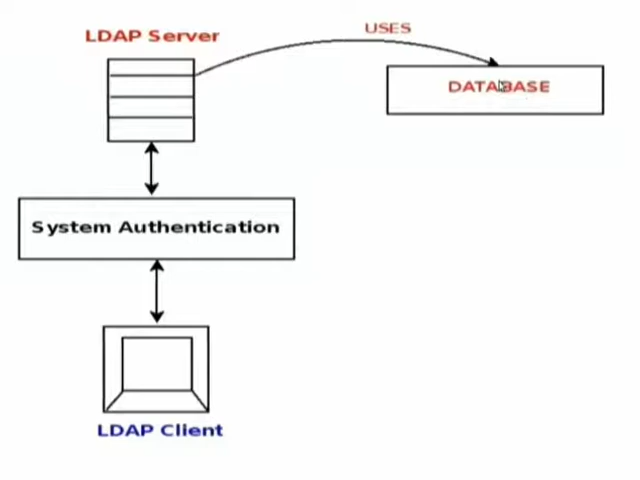 LDAP Server
USES
DATABASE
System Authentication
LDAP Client